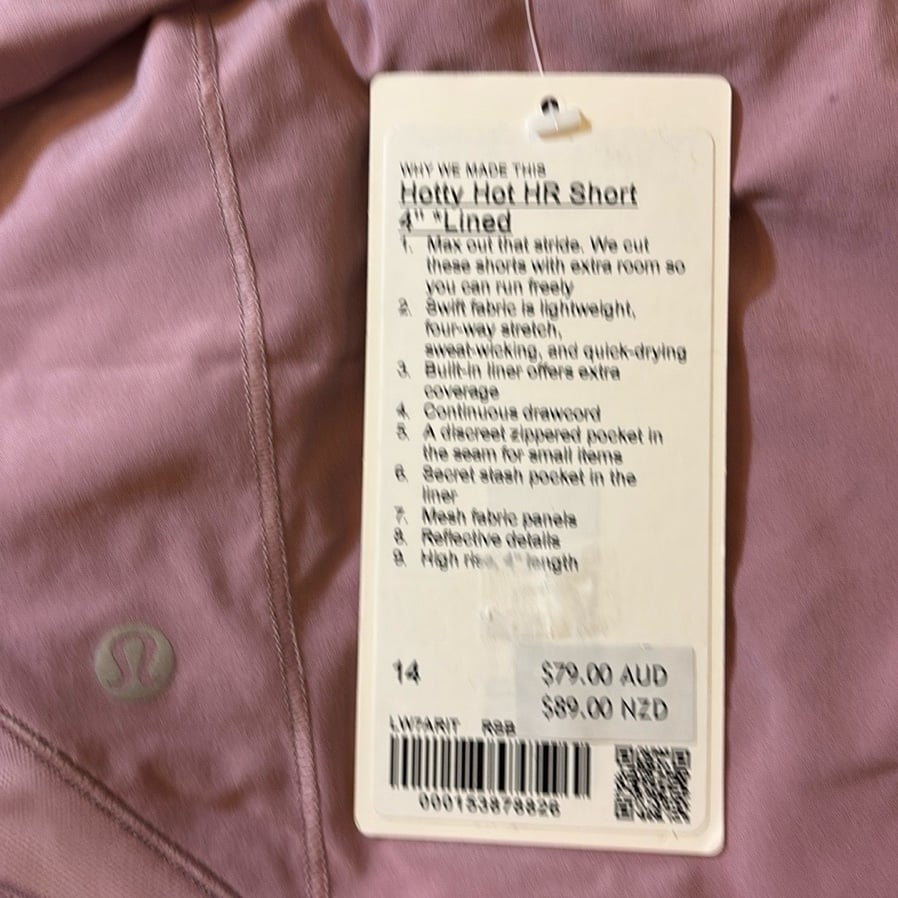 WHY WE MADE THIS
Hotty Hot HR Short
4" *Lined
1. Max out that stride. We cut
these shorts with extra room so
you can run freely
2. Swift fabric is lightweight,
four-way stretch,
sweat-wicking, and quick-drying
3. Built-in liner offers extra
coverage
4. Continuous drawcord
5. A discreet zippered pocket in
the seam for small items
6. Secret stash pocket in the
liner
7. Mesh fabric panels
8. Reflective details
9. High rise, 4" length
14
$79.00 AUD
$89.00 NZD
000153878826